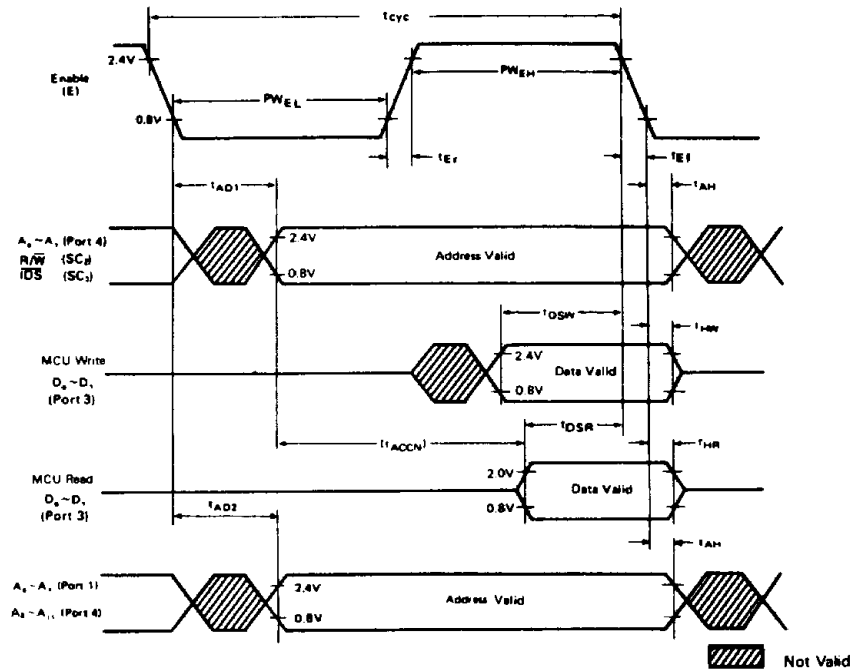 tcyc
2.4V
Enable
(E)
PWEH
PWEL
0.8V
tEr
tEf
tAD1
tAH
A₀~A₇ (Port 4)
2.4V
Address Valid
R/W̅ (SC₂)
I̅O̅S̅ (SC₁)
0.8V
tDSW
tHW
MCU Write
2.4V
D₀~D₇
Data Valid
(Port 3)
0.8V
(tACCN)
tDSR
tHR
2.0V
MCU Read
Data Valid
D₀~D₇
(Port 3)
0.8V
tAD2
tAH
A₀~A₇ (Port 1)
2.4V
Address Valid
A₈~A₁₅ (Port 4)
0.8V
Not Valid